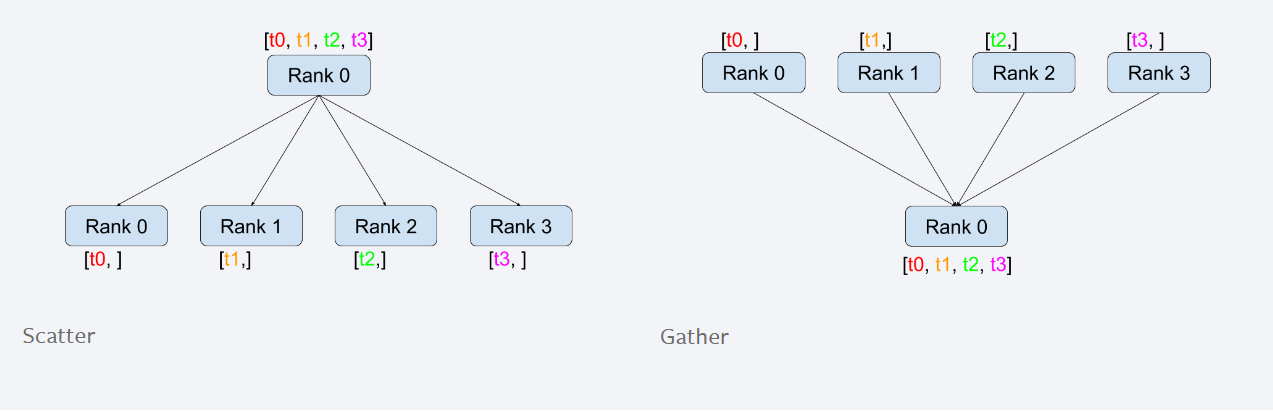 [t0, t1, t2, t3]
Rank 0
Rank 0
Rank 1
Rank 2
Rank 3
[t0, ]
[t1,]
[t2,]
[t3, ]
Scatter
[t0, ]
[t1,]
[t2,]
[t3, ]
Rank 0
Rank 1
Rank 2
Rank 3
Rank 0
[t0, t1, t2, t3]
Gather